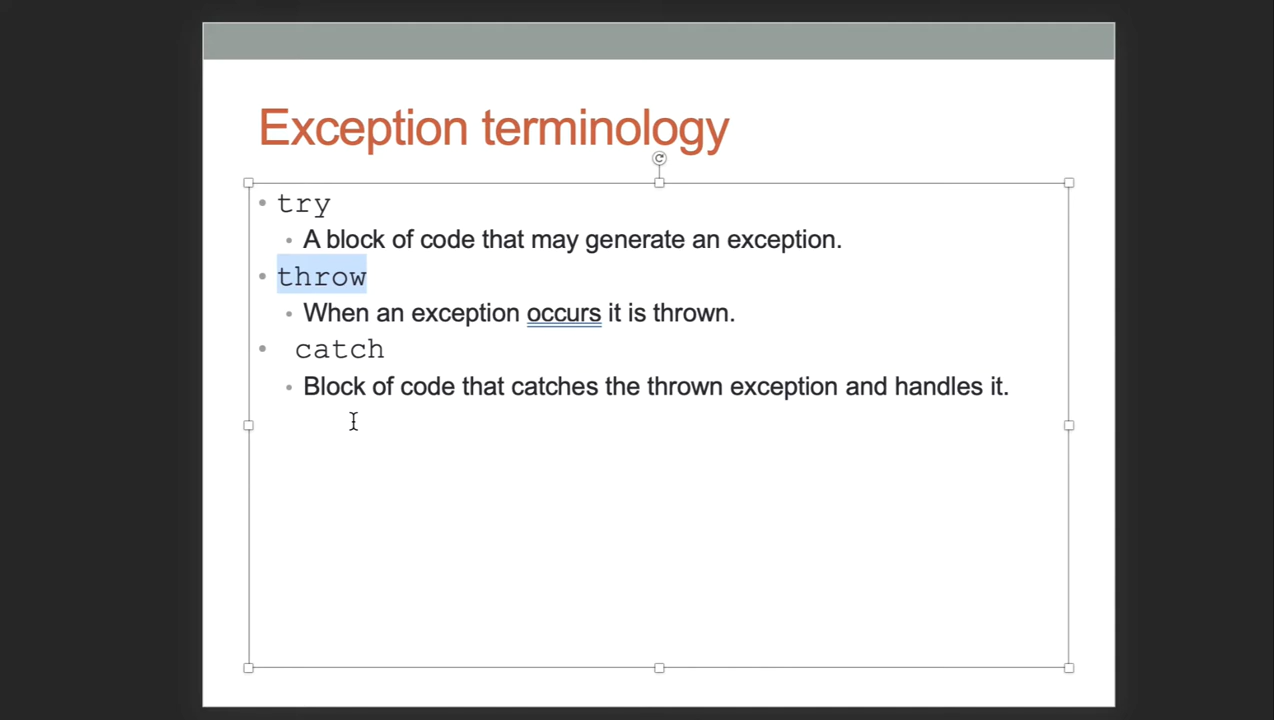 Exception terminology
• try
• A block of code that may generate an exception.
• throw
• When an exception occurs it is thrown.
• catch
• Block of code that catches the thrown exception and handles it.